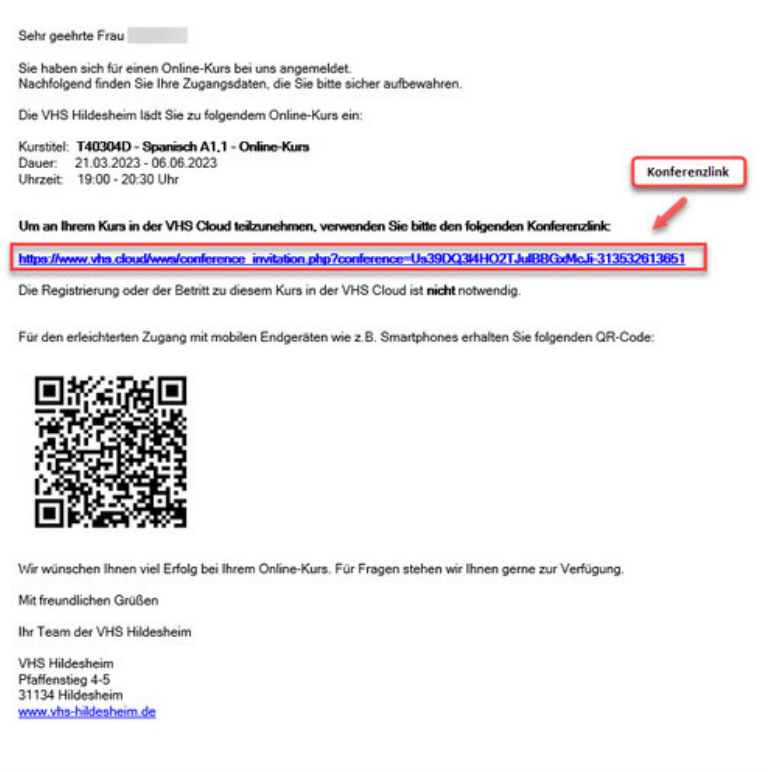 Sehr geehrte Frau
Sie haben sich für einen Online-Kurs bei uns angemeldet.
Nachfolgend finden Sie Ihre Zugangsdaten, die Sie bitte sicher aufbewahren.
Die VHS Hildesheim lädt Sie zu folgendem Online-Kurs ein:
Kurstitel: T40304D - Spanisch A1.1 - Online-Kurs
Dauer: 21.03.2023 - 06.06.2023
Uhrzeit: 19:00 - 20:30 Uhr
Konferenzlink
Um an Ihrem Kurs in der VHS Cloud teilzunehmen, verwenden Sie bitte den folgenden Konferenzlink:
https://www.vhs.cloud/wws/conference_invitation.php?conference=Us39DQ3l4HO2TJulBBGxMcJi-313532613651
Die Registrierung oder der Betritt zu diesem Kurs in der VHS Cloud ist nicht notwendig.
Für den erleichterten Zugang mit mobilen Endgeräten wie z.B. Smartphones erhalten Sie folgenden QR-Code:
Wir wünschen Ihnen viel Erfolg bei Ihrem Online-Kurs. Für Fragen stehen wir Ihnen gerne zur Verfügung.
Mit freundlichen Grüßen
Ihr Team der VHS Hildesheim
VHS Hildesheim
Pfaffenstieg 4-5
31134 Hildesheim
www.vhs-hildesheim.de